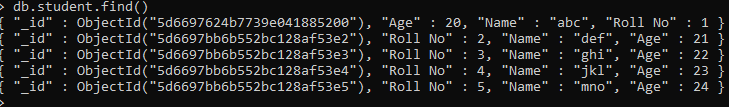 > db.student.find()
{ "_id" : ObjectId("5d6697624b7739e041885200"), "Age" : 20, "Name" : "abc", "Roll No" : 1 }
{ "_id" : ObjectId("5d6697bb6b552bc128af53e2"), "Roll No" : 2, "Name" : "def", "Age" : 21 }
{ "_id" : ObjectId("5d6697bb6b552bc128af53e3"), "Roll No" : 3, "Name" : "ghi", "Age" : 22 }
{ "_id" : ObjectId("5d6697bb6b552bc128af53e4"), "Roll No" : 4, "Name" : "jkl", "Age" : 23 }
{ "_id" : ObjectId("5d6697bb6b552bc128af53e5"), "Roll No" : 5, "Name" : "mno", "Age" : 24 }
>